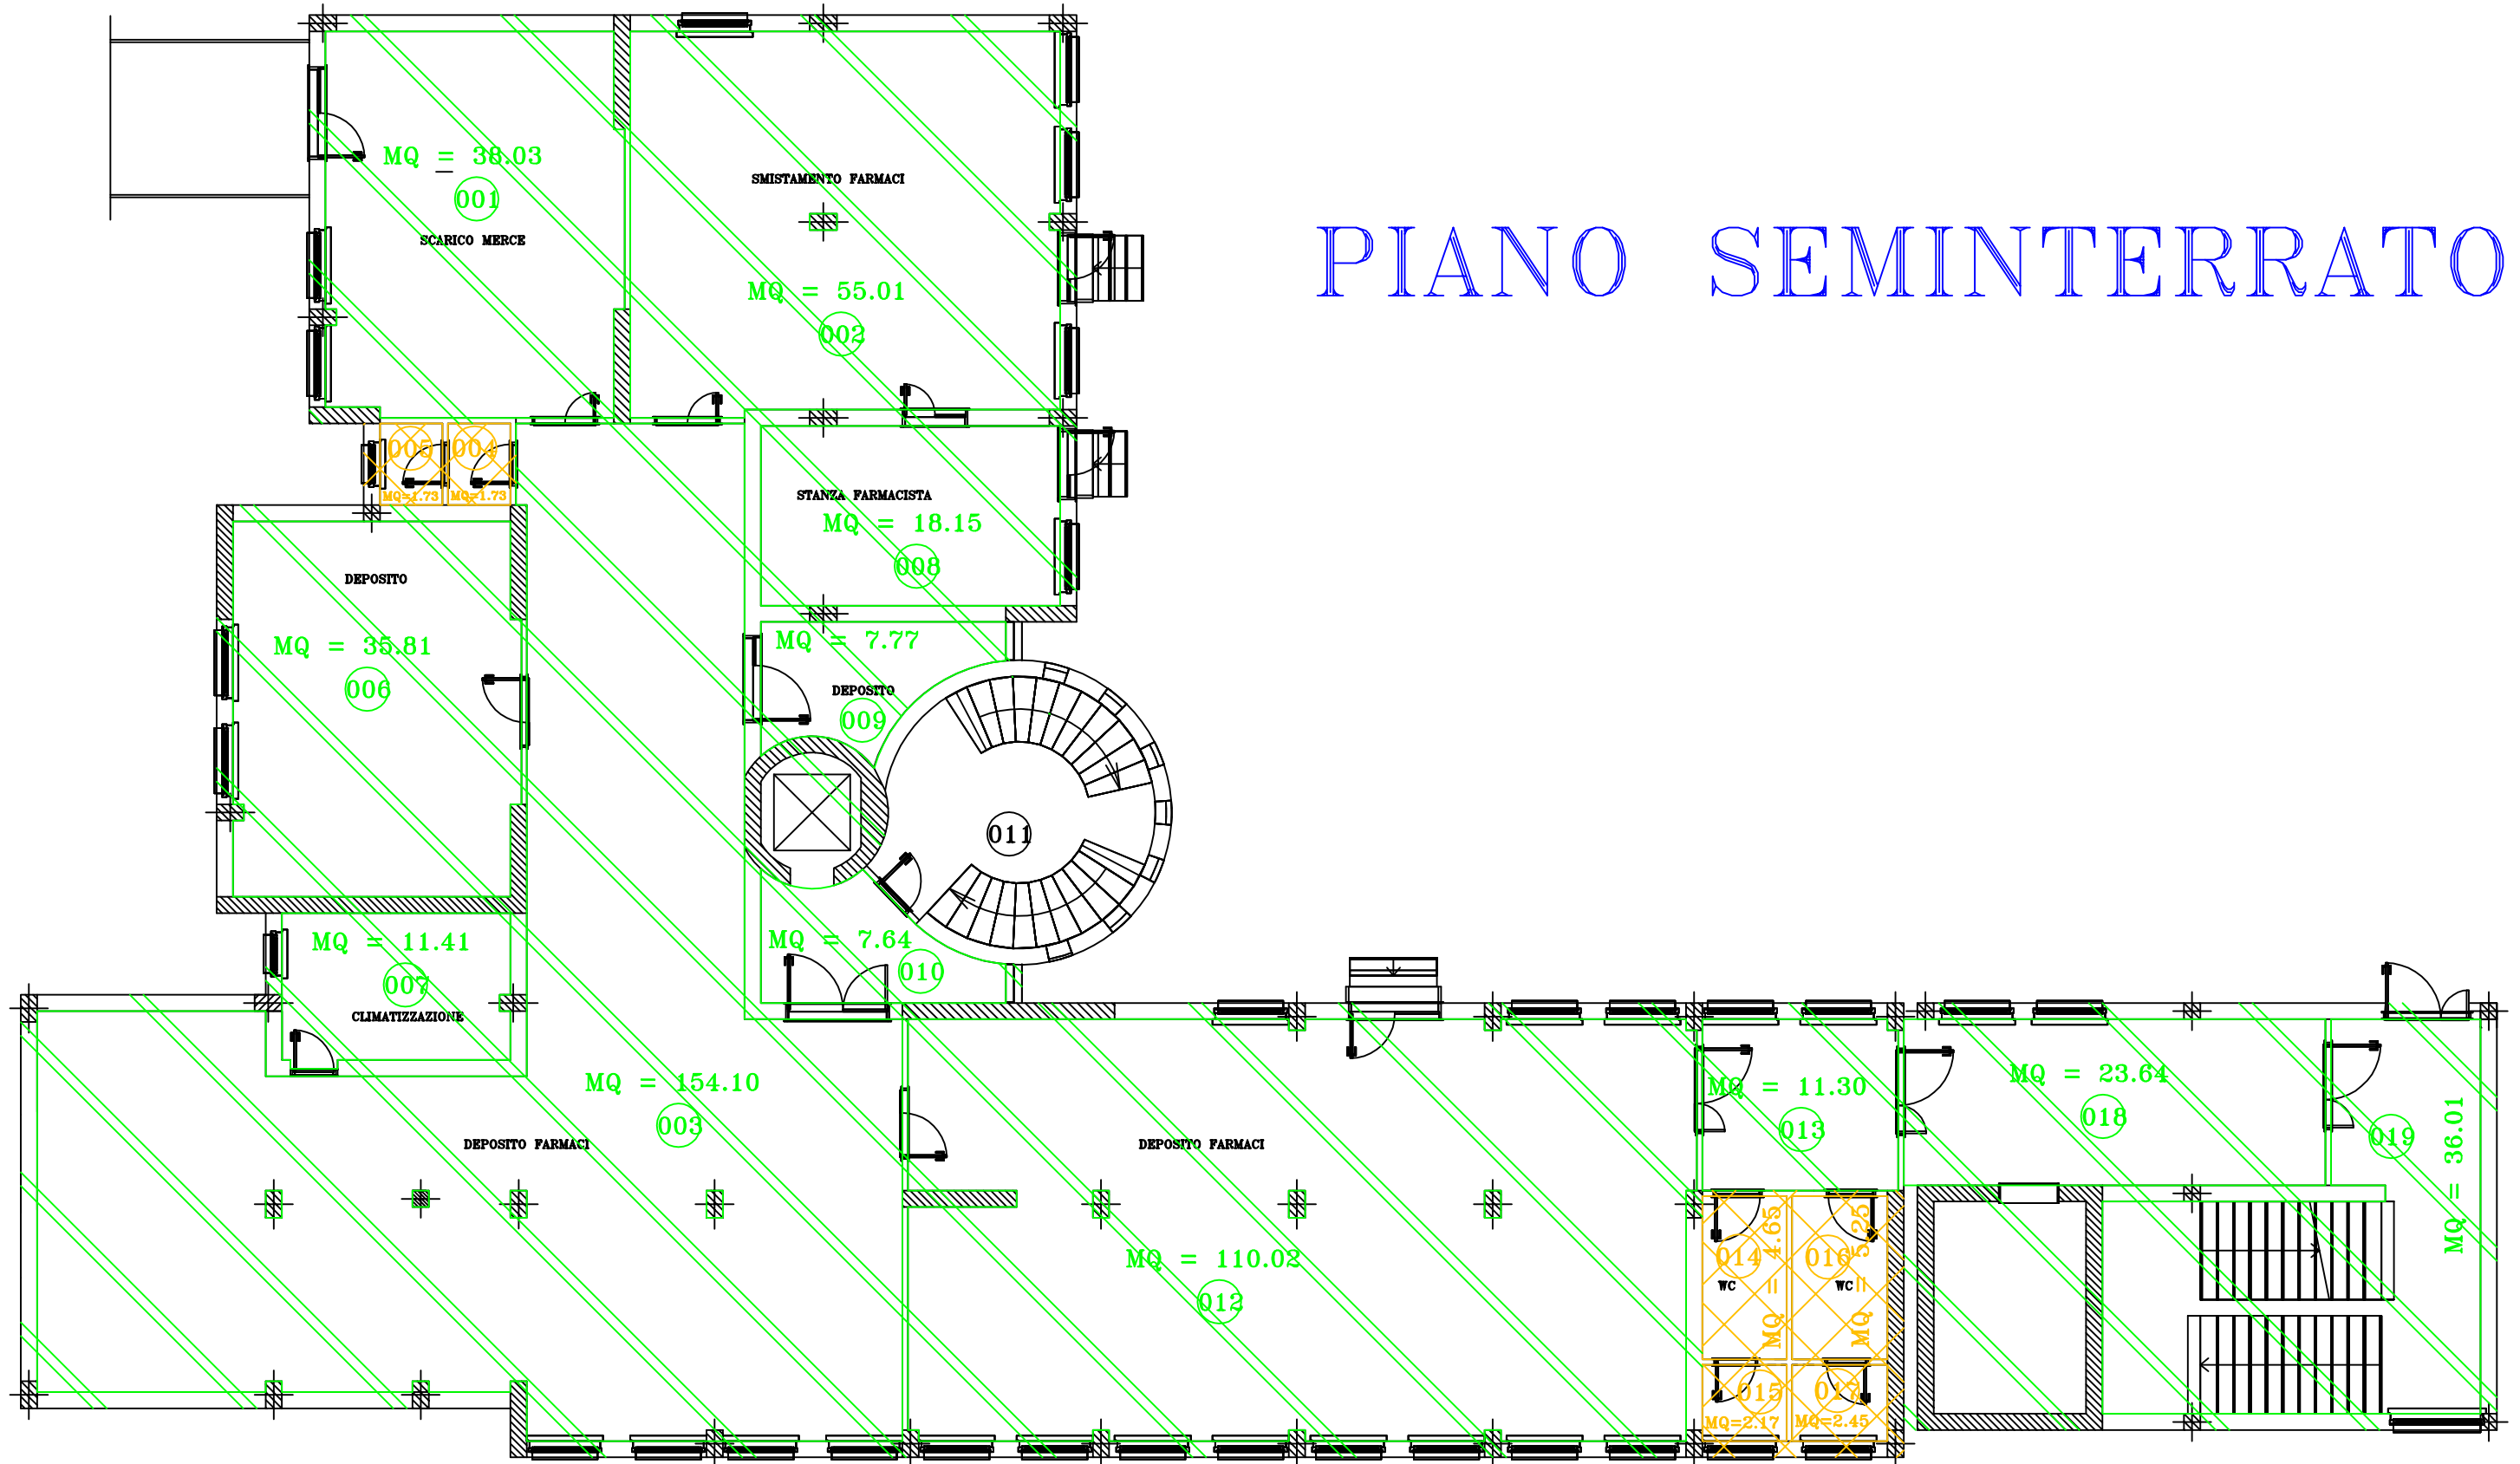 PIANO SEMINTERRATO
MQ = 38.03
001
SCARICO MERCE
SMISTAMENTO FARMACI
MQ = 55.01
002
005
MQ=1.73
004
MQ=1.73
STANZA FARMACISTA
MQ = 18.15
008
DEPOSITO
MQ = 35.81
006
MQ = 7.77
DEPOSITO
009
011
MQ = 7.64
010
MQ = 11.41
007
CLIMATIZZAZIONE
MQ = 154.10
003
DEPOSITO FARMACI
DEPOSITO FARMACI
MQ = 110.02
012
MQ = 11.30
013
MQ = 23.64
018
019
MQ = 36.01
014
WC
MQ = 4.65
016
WC
MQ = 5.25
015
MQ=2.17
017
MQ=2.45